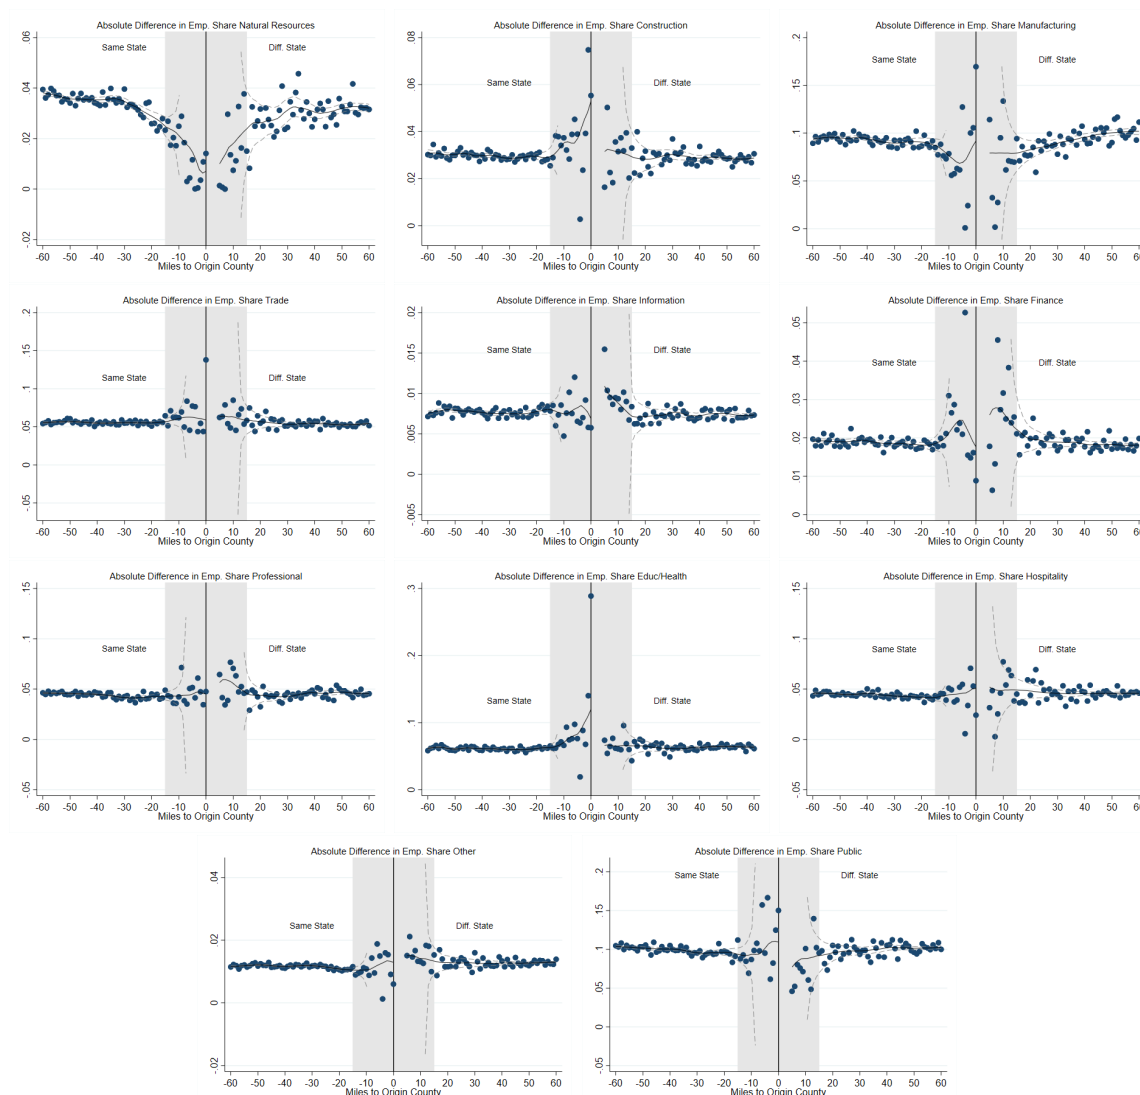 Absolute Difference in Emp. Share Natural Resources
.06
.04
.02
0
-.02
Same State
Diff. State
-60 -50 -40 -30 -20 -10 0 10 20 30 40 50 60
Miles to Origin County
Absolute Difference in Emp. Share Construction
.08
.06
.04
.02
0
Same State
Diff. State
-60 -50 -40 -30 -20 -10 0 10 20 30 40 50 60
Miles to Origin County
Absolute Difference in Emp. Share Manufacturing
.2
.15
.1
.05
0
Same State
Diff. State
-60 -50 -40 -30 -20 -10 0 10 20 30 40 50 60
Miles to Origin County
Absolute Difference in Emp. Share Trade
.2
.15
.1
.05
0
-.05
Same State
Diff. State
-60 -50 -40 -30 -20 -10 0 10 20 30 40 50 60
Miles to Origin County
Absolute Difference in Emp. Share Information
.02
.015
.01
.005
0
-.005
Same State
Diff. State
-60 -50 -40 -30 -20 -10 0 10 20 30 40 50 60
Miles to Origin County
Absolute Difference in Emp. Share Finance
.05
.04
.03
.02
.01
0
Same State
Diff. State
-60 -50 -40 -30 -20 -10 0 10 20 30 40 50 60
Miles to Origin County
Absolute Difference in Emp. Share Professional
.15
.1
.05
0
-.05
Same State
Diff. State
-60 -50 -40 -30 -20 -10 0 10 20 30 40 50 60
Miles to Origin County
Absolute Difference in Emp. Share Educ/Health
.3
.2
.1
0
Same State
Diff. State
-60 -50 -40 -30 -20 -10 0 10 20 30 40 50 60
Miles to Origin County
Absolute Difference in Emp. Share Hospitality
.15
.1
.05
0
-.05
Same State
Diff. State
-60 -50 -40 -30 -20 -10 0 10 20 30 40 50 60
Miles to Origin County
Absolute Difference in Emp. Share Other
.04
.02
0
-.02
Same State
Diff. State
-60 -50 -40 -30 -20 -10 0 10 20 30 40 50 60
Miles to Origin County
Absolute Difference in Emp. Share Public
.2
.15
.1
.05
0
-.05
Same State
Diff. State
-60 -50 -40 -30 -20 -10 0 10 20 30 40 50 60
Miles to Origin County